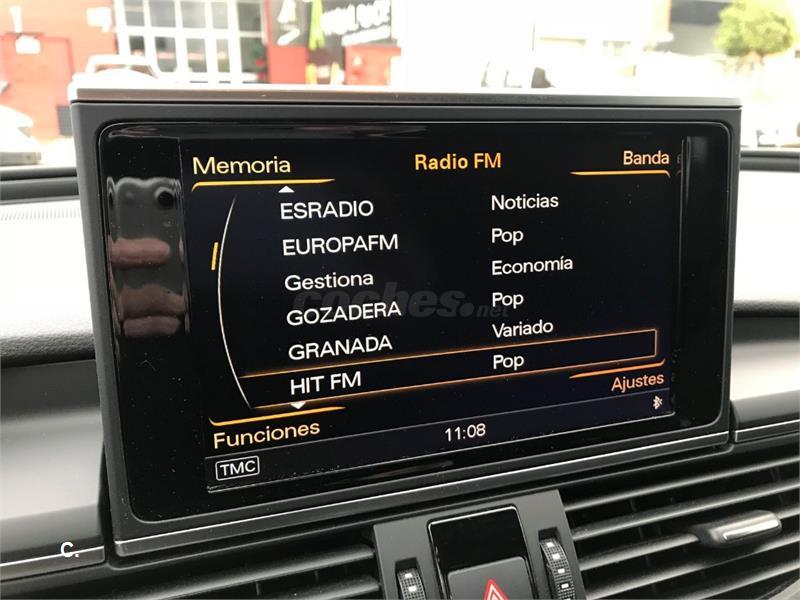 Memoria Radio FM Banda
ESRADIO Noticias
EUROPAFM Pop
Gestiona Economía
GOZADERA Pop
GRANADA Variado
HIT FM Pop
Ajustes
Funciones 11:08
TMC
coches.net
C.